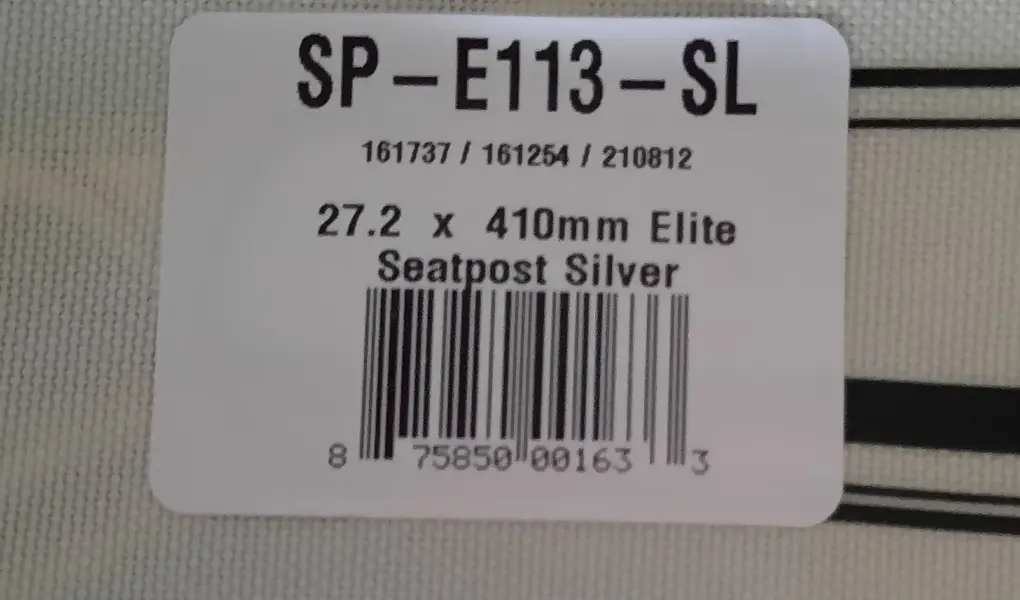 SP-E113-SL
161737 / 161254 / 210812
27.2 x 410mm Elite
Seatpost Silver
8 75850 00163 3